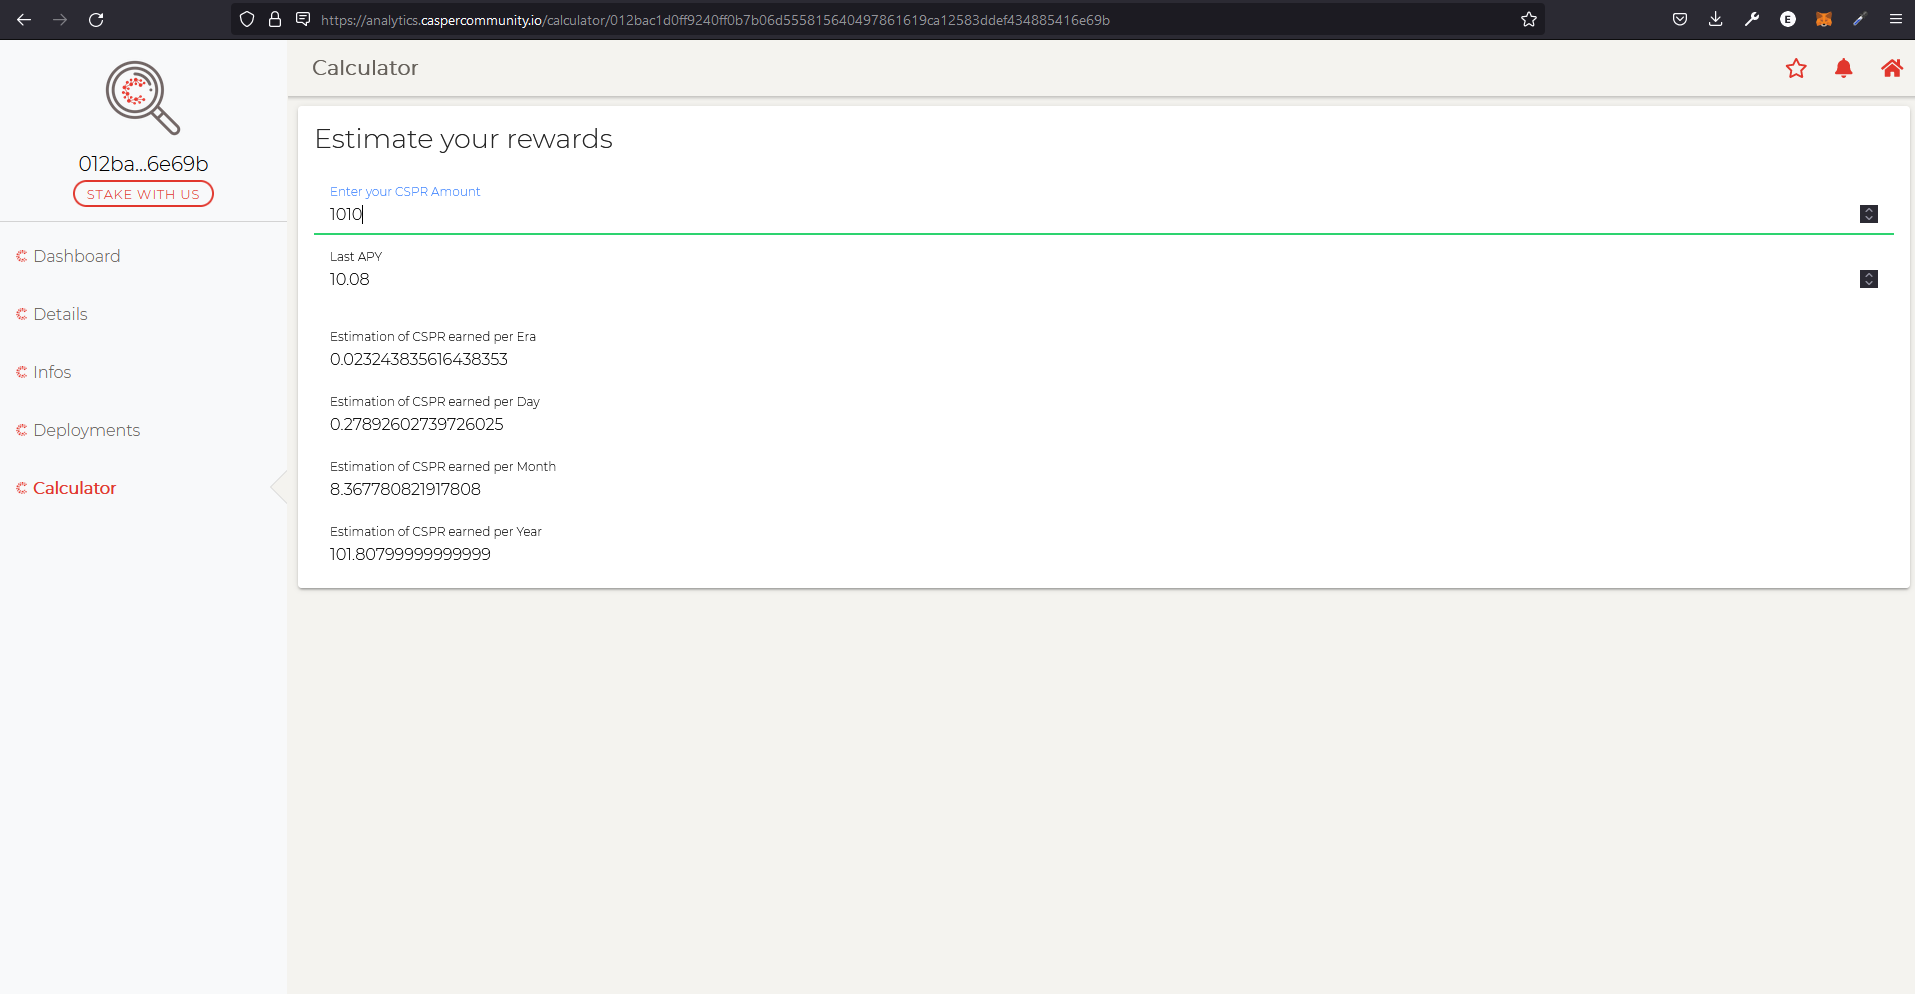 https://analytics.caspercommunity.io/calculator/012bac1d0ff9240ff0b7b06d555815640497861619ca12583ddef434885416e69b
E
012ba...6e69b
STAKE WITH US
Dashboard
Details
Infos
Deployments
Calculator
Calculator
Estimate your rewards
Enter your CSPR Amount
1010
Last APY
10.08
Estimation of CSPR earned per Era
0.023243835616438353
Estimation of CSPR earned per Day
0.27892602739726025
Estimation of CSPR earned per Month
8.367780821917808
Estimation of CSPR earned per Year
101.80799999999999